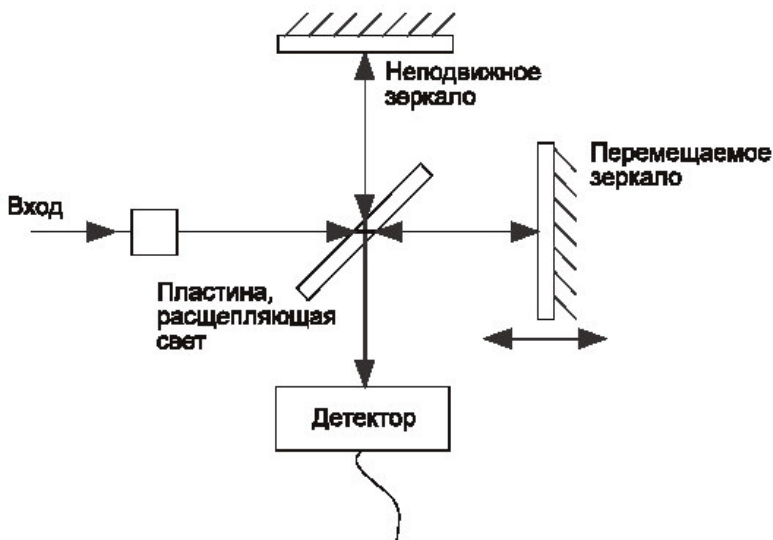 Неподвижное
зеркало
Перемещаемое
зеркало
Вход
Пластина,
расщепляющая
свет
Детектор